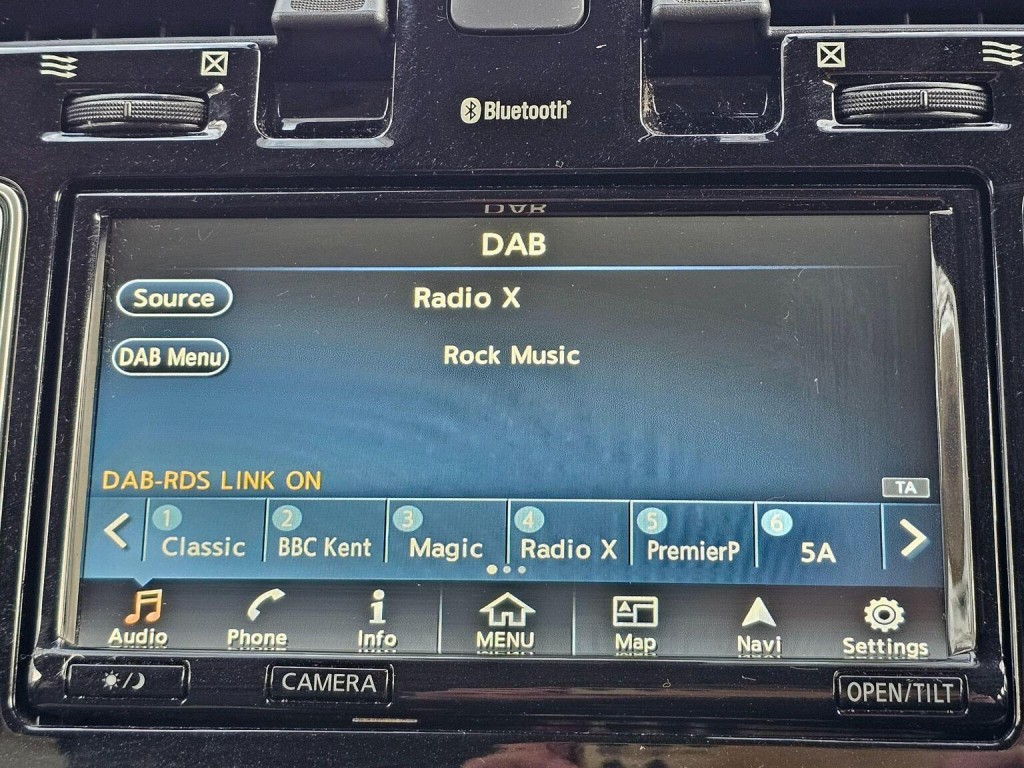 Bluetooth®
DAB
Source
Radio X
DAB Menu
Rock Music
DAB-RDS LINK ON
TA
1 Classic
2 BBC Kent
3 Magic
4 Radio X
5 PremierP
6 5A
Audio
Phone
Info
MENU
Map
Navi
Settings
CAMERA
OPEN/TILT